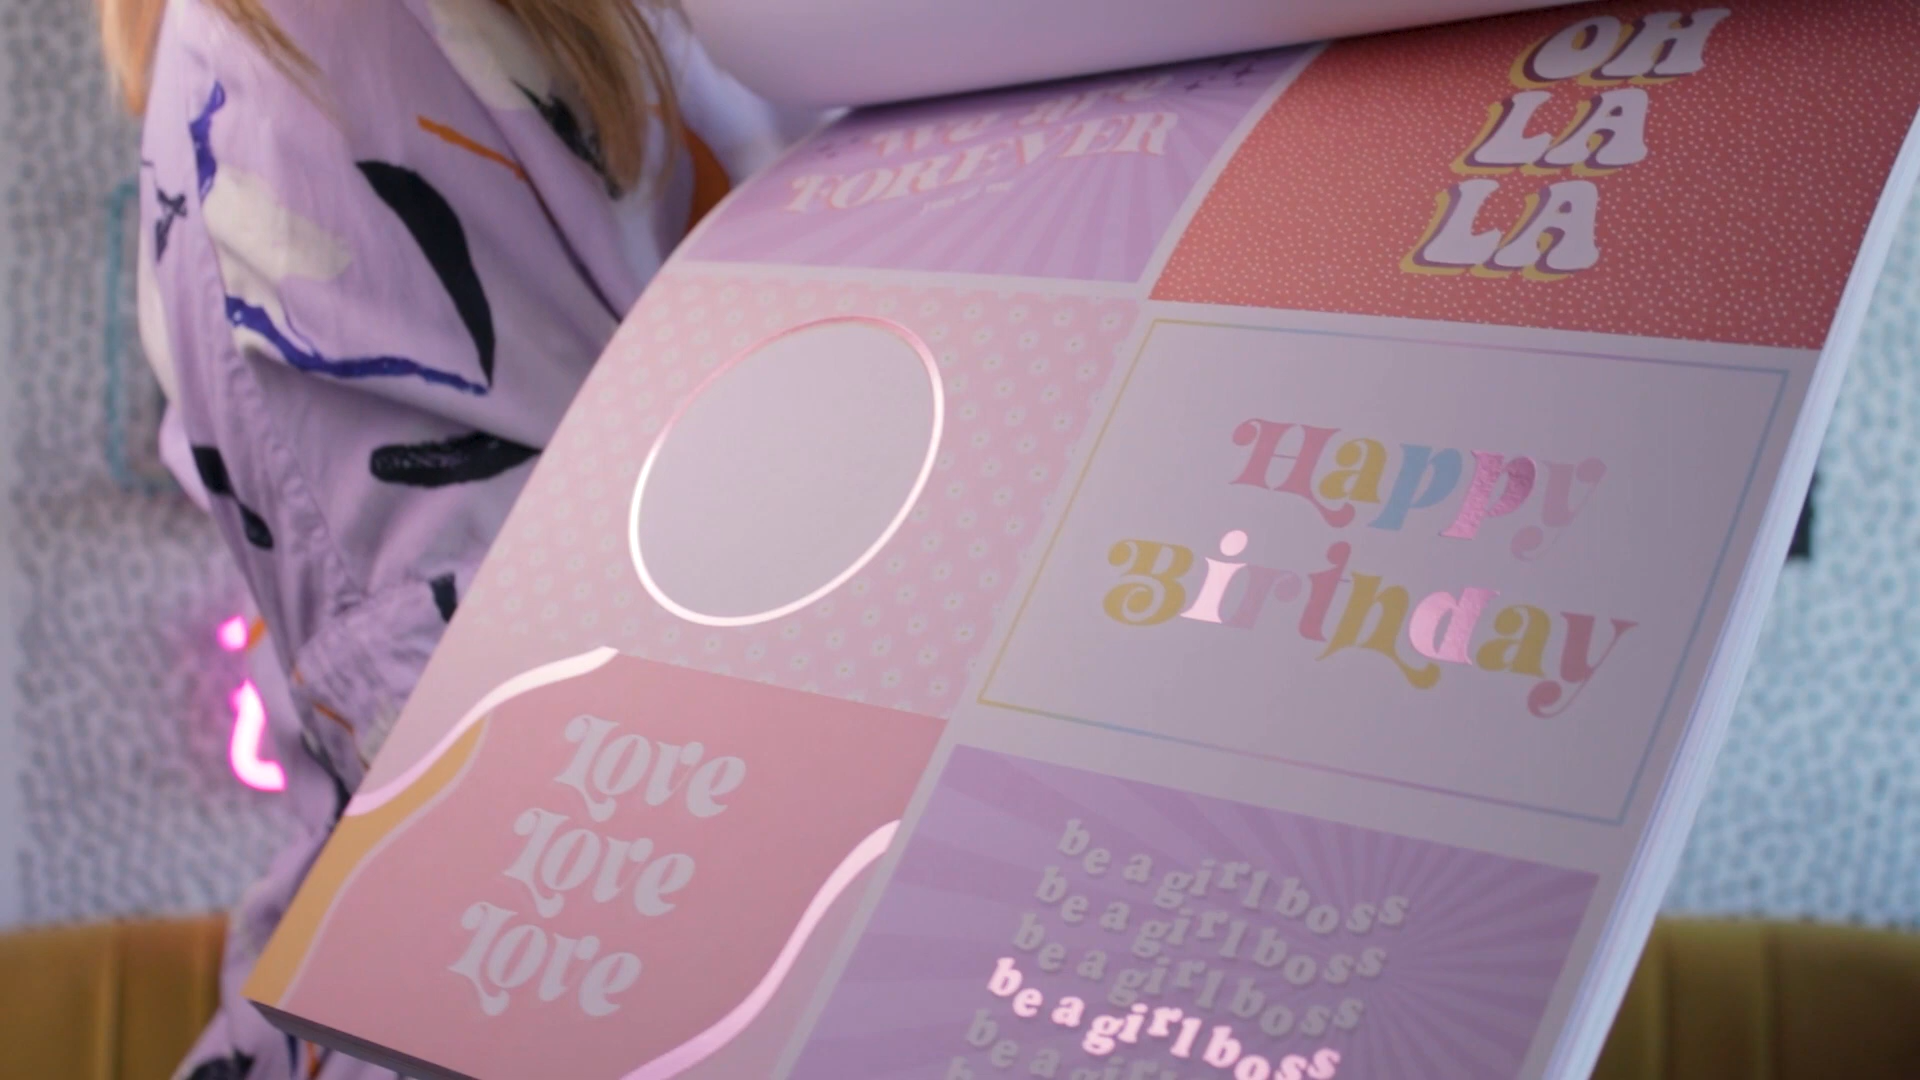 FOREVER
OH
LA
LA
Happy
Birthday
Love
Love
Love
be a girl boss
be a girl boss
be a girl boss
be a girl boss
be a girl